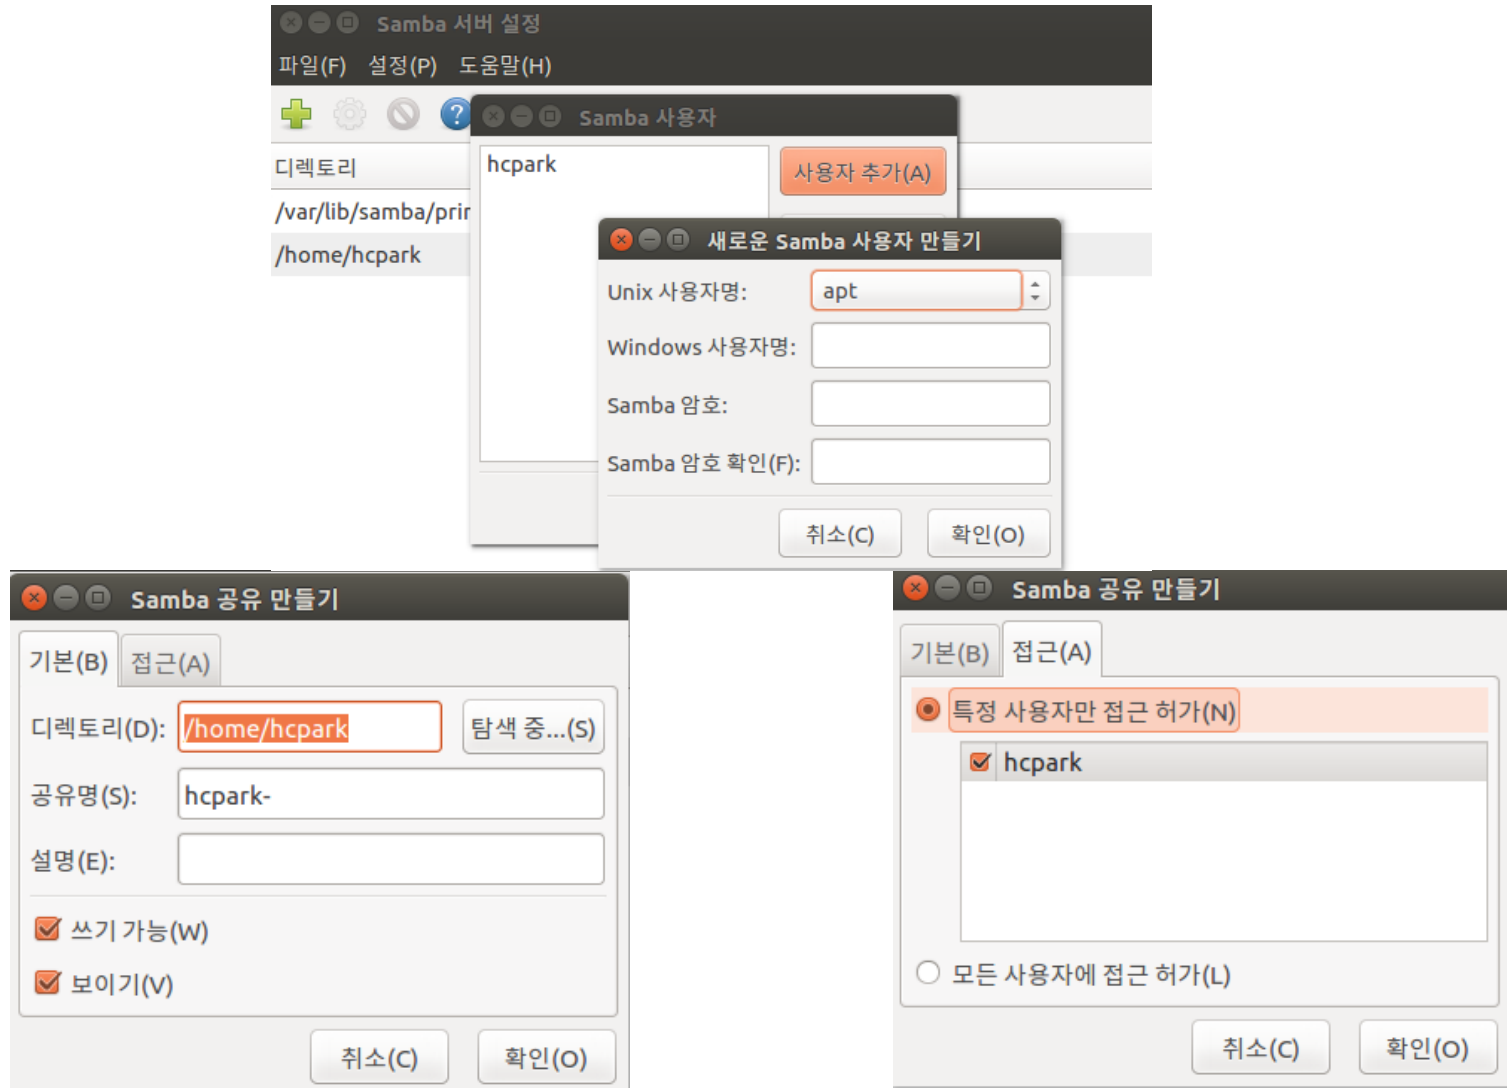 Samba 서버 설정
파일(F) 설정(P) 도움말(H)
?
Samba 사용자
디렉토리
hcpark
사용자 추가(A)
/var/lib/samba/prin
/home/hcpark
새로운 Samba 사용자 만들기
Unix 사용자명: apt
Windows 사용자명:
Samba 암호:
Samba 암호 확인(F):
취소(C) 확인(O)
Samba 공유 만들기
기본(B) 접근(A)
디렉토리(D): /home/hcpark 탐색 중...(S)
공유명(S): hcpark-
설명(E):
쓰기 가능(W)
보이기(V)
취소(C) 확인(O)
Samba 공유 만들기
기본(B) 접근(A)
특정 사용자만 접근 허가(N)
hcpark
모든 사용자에 접근 허가(L)
취소(C) 확인(O)